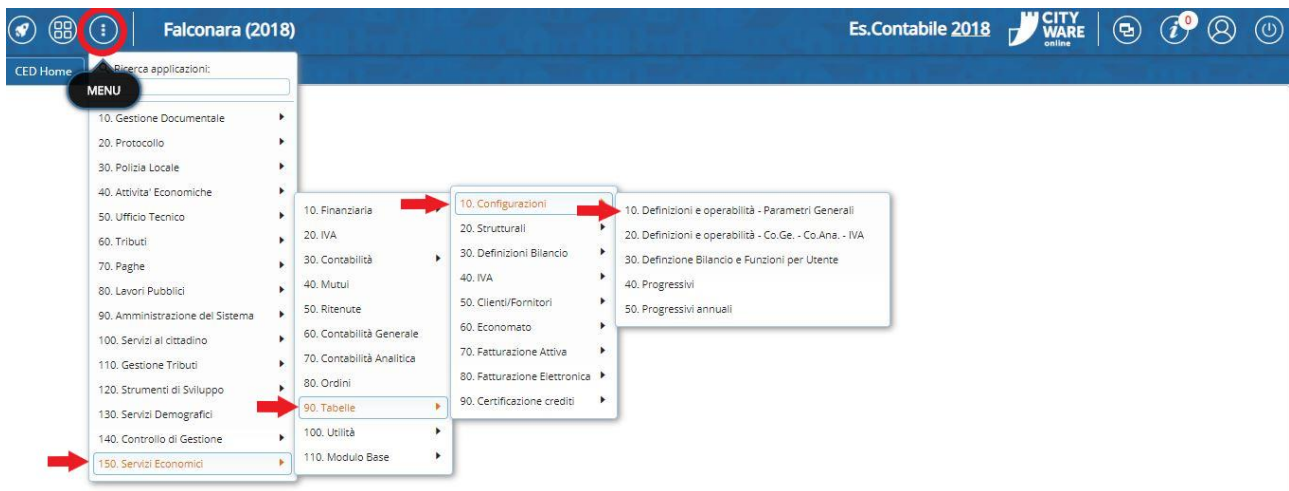 Falconara (2018)
Es.Contabile 2018
CITY
WARE
online
0
CED Home
Ricerca applicazioni:
MENU
10. Gestione Documentale
20. Protocollo
30. Polizia Locale
40. Attivita' Economiche
50. Ufficio Tecnico
60. Tributi
70. Paghe
80. Lavori Pubblici
90. Amministrazione del Sistema
100. Servizi al cittadino
110. Gestione Tributi
120. Strumenti di Sviluppo
130. Servizi Demografici
140. Controllo di Gestione
150. Servizi Economici
10. Finanziaria
20. IVA
30. Contabilità
40. Mutui
50. Ritenute
60. Contabilità Generale
70. Contabilità Analitica
80. Ordini
90. Tabelle
100. Utilità
110. Modulo Base
10. Configurazioni
20. Strutturali
30. Definizioni Bilancio
40. IVA
50. Clienti/Fornitori
60. Economato
70. Fatturazione Attiva
80. Fatturazione Elettronica
90. Certificazione crediti
10. Definizioni e operabilità - Parametri Generali
20. Definizioni e operabilità - Co.Ge. - Co.Ana. - IVA
30. Definzione Bilancio e Funzioni per Utente
40. Progressivi
50. Progressivi annuali